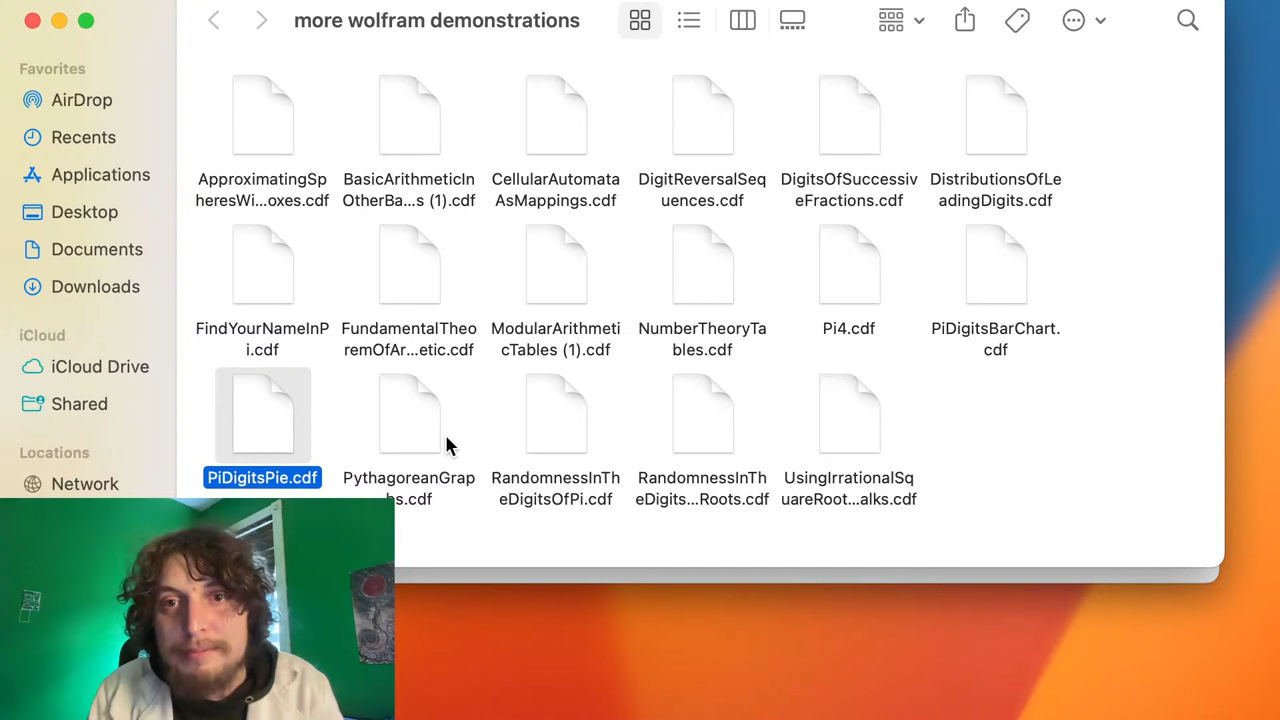 more wolfram demonstrations
Favorites
AirDrop
Recents
Applications
Desktop
Documents
Downloads
iCloud
iCloud Drive
Shared
Locations
Network
ApproximatingSp
heresWi...oxes.cdf
BasicArithmeticIn
OtherBa...s (1).cdf
CellularAutomata
AsMappings.cdf
DigitReversalSeq
uences.cdf
DigitsOfSuccessiv
eFractions.cdf
DistributionsOfLe
adingDigits.cdf
FindYourNameInP
i.cdf
FundamentalTheo
remOfAr...etic.cdf
ModularArithmeti
cTables (1).cdf
NumberTheoryTa
bles.cdf
Pi4.cdf
PiDigitsBarChart.
cdf
PiDigitsPie.cdf
PythagoreanGrap
hs.cdf
RandomnessInTh
eDigitsOfPi.cdf
RandomnessInTh
eDigits...Roots.cdf
UsingIrrationalSq
uareRoot...alks.cdf